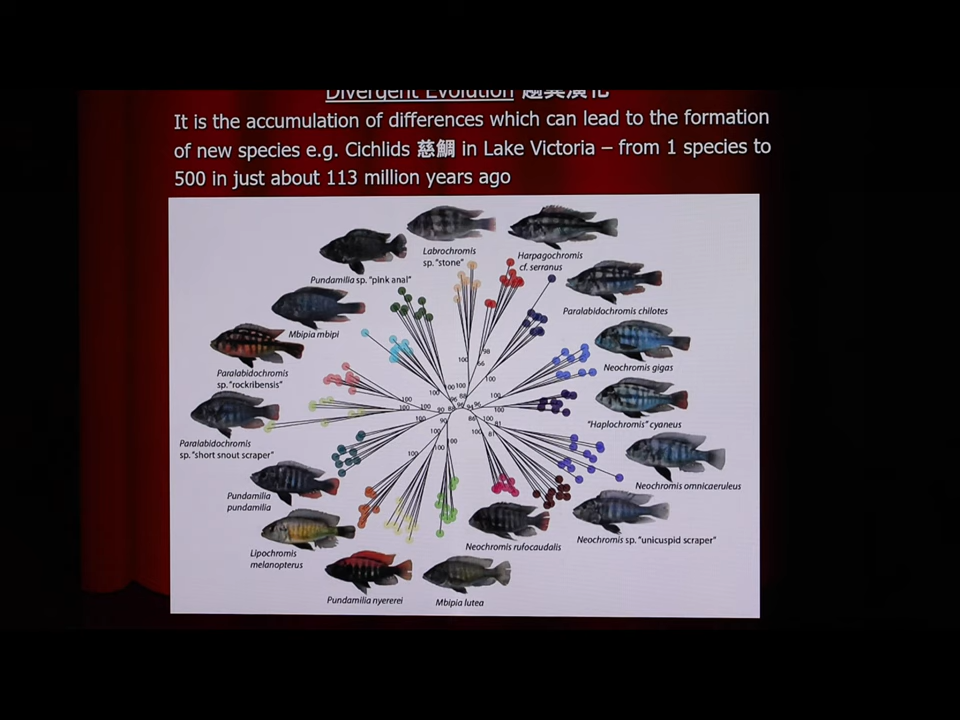 Divergent Evolution 趨異演化
It is the accumulation of differences which can lead to the formation
of new species e.g. Cichlids 慈鯛 in Lake Victoria – from 1 species to
500 in just about 113 million years ago
Labrochromis
sp. "stone"
Harpagochromis
cf. serranus
Pundamilia sp. "pink anal"
Paralabidochromis chilotes
Mbipia mbipi
Neochromis gigas
Paralabidochromis
sp. "rockribensis"
"Haplochromis" cyaneus
Paralabidochromis
sp. "short snout scraper"
Neochromis omnicaeruleus
Pundamilia
pundamilia
Neochromis sp. "unicuspid scraper"
Neochromis rufocaudalis
Lipochromis
melanopterus
Pundamilia nyererei
Mbipia lutea